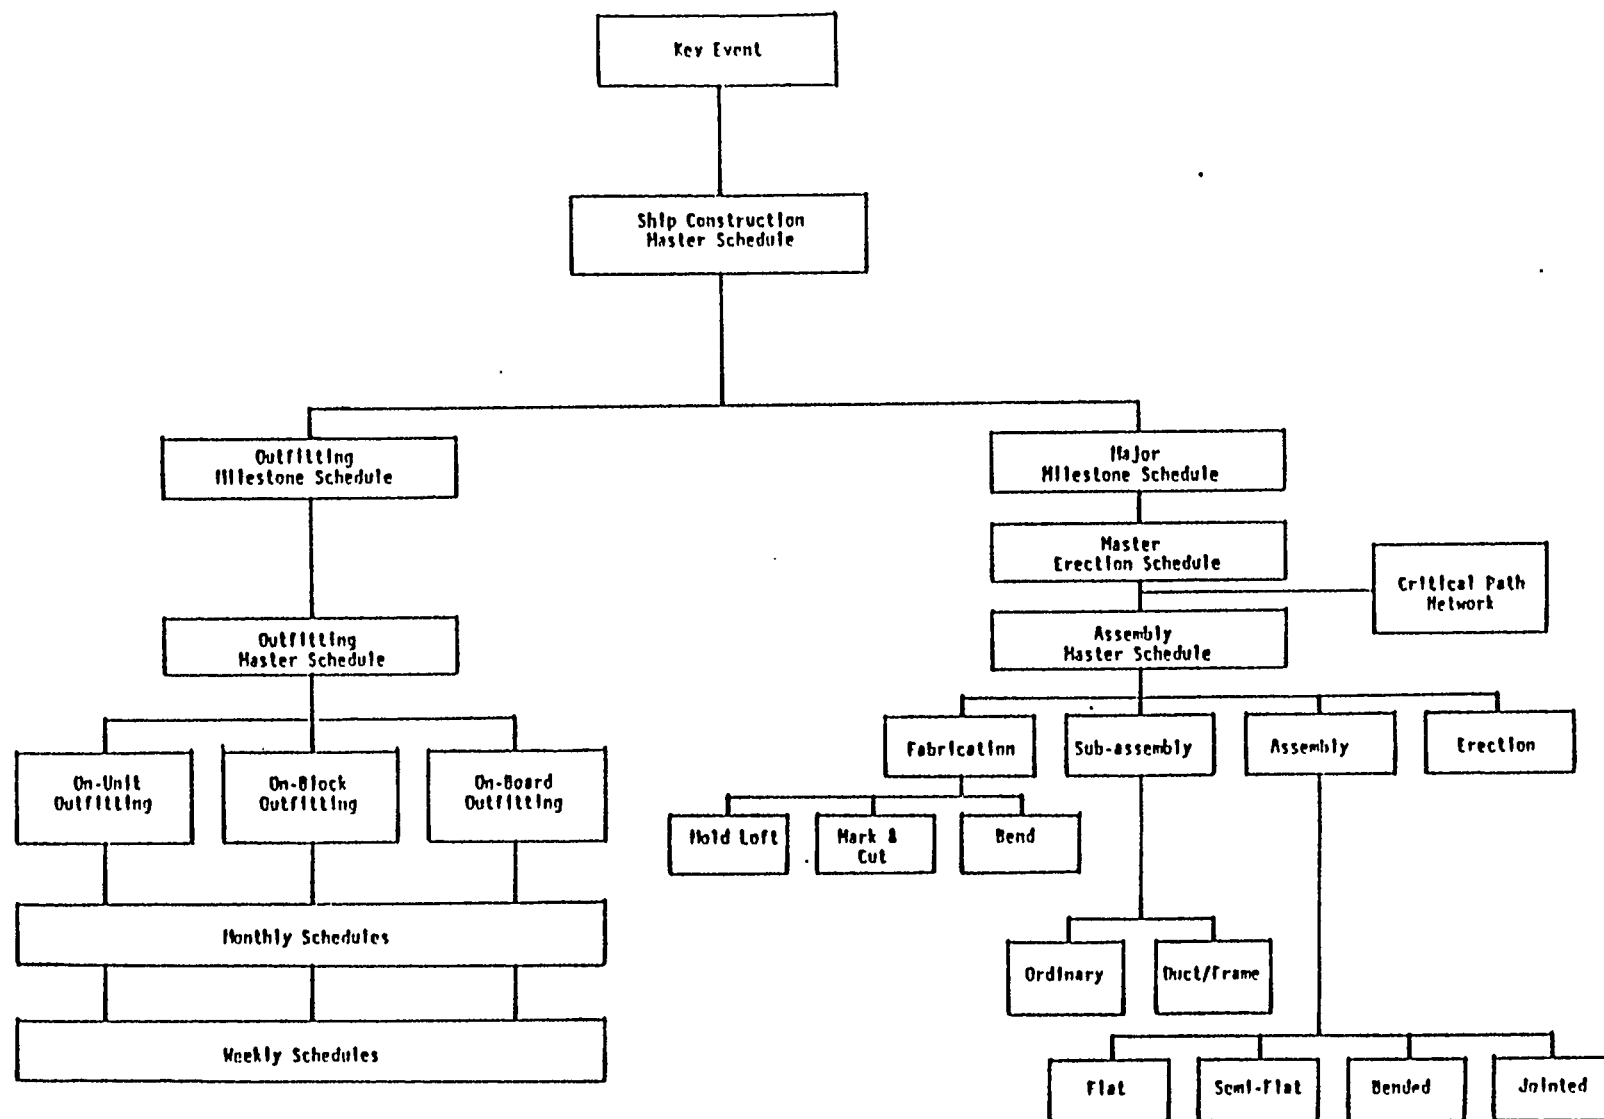 Key Event
Ship Construction
Master Schedule
Outfitting
Milestone Schedule
Major
Milestone Schedule
Master
Erection Schedule
Critical Path
Network
Outfitting
Master Schedule
Assembly
Master Schedule
Fabrication
Sub-assembly
Assembly
Erection
On-Unit
Outfitting
On-Block
Outfitting
On-Board
Outfitting
Mold Loft
Mark &
Cut
Bend
Monthly Schedules
Ordinary
Duct/Frame
Weekly Schedules
Flat
Semi-Flat
Bended
Jointed